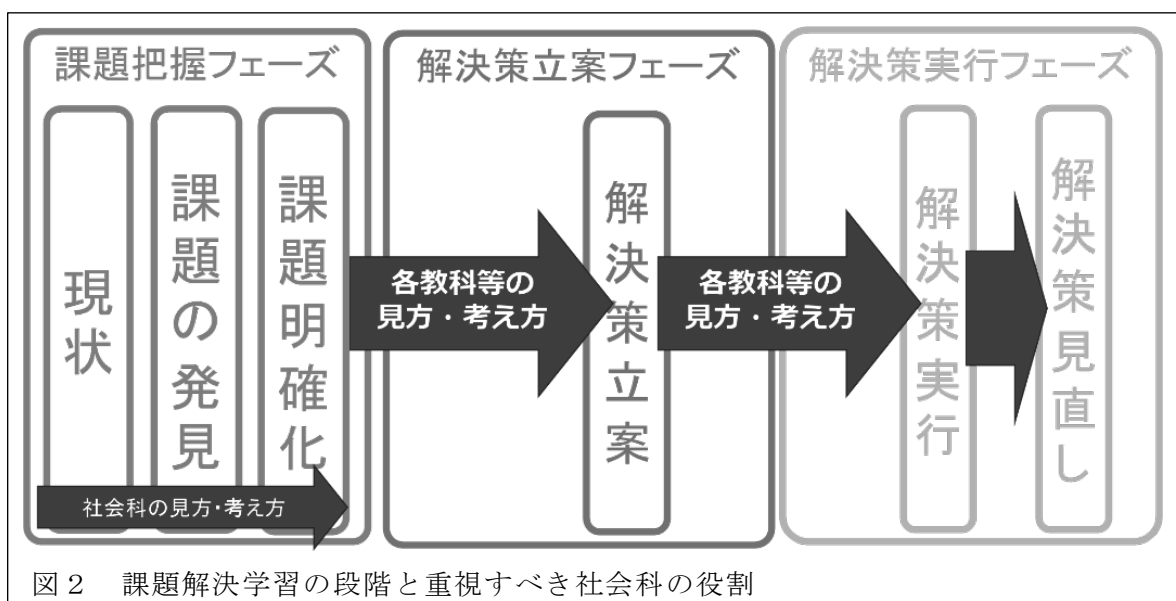 課題把握フェーズ
現状
課題の発見
課題明確化
社会科の見方・考え方
解決策立案フェーズ
各教科等の
見方・考え方
解決策立案
各教科等の
見方・考え方
解決策実行フェーズ
解決策実行
解決策見直し
図２　課題解決学習の段階と重視すべき社会科の役割